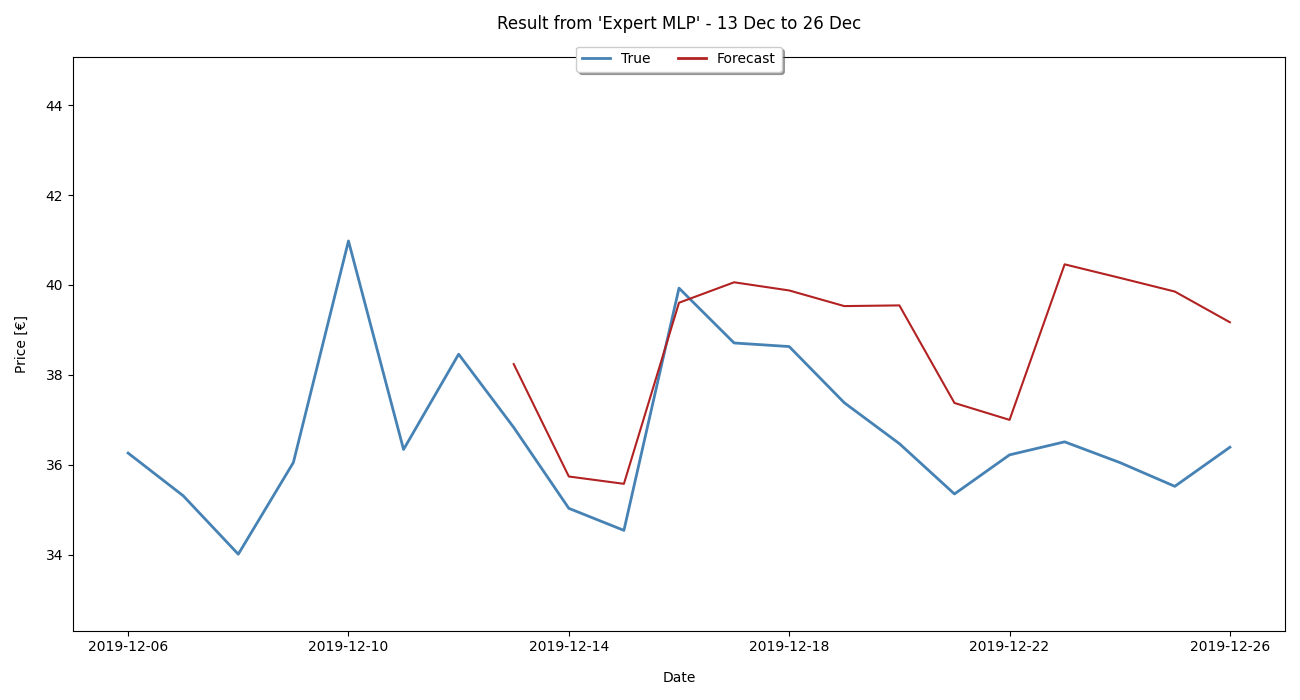 Result from 'Expert MLP' - 13 Dec to 26 Dec
True Forecast
44
42
40
38
36
34
Price [€]
2019-12-06 2019-12-10 2019-12-14 2019-12-18 2019-12-22 2019-12-26
Date